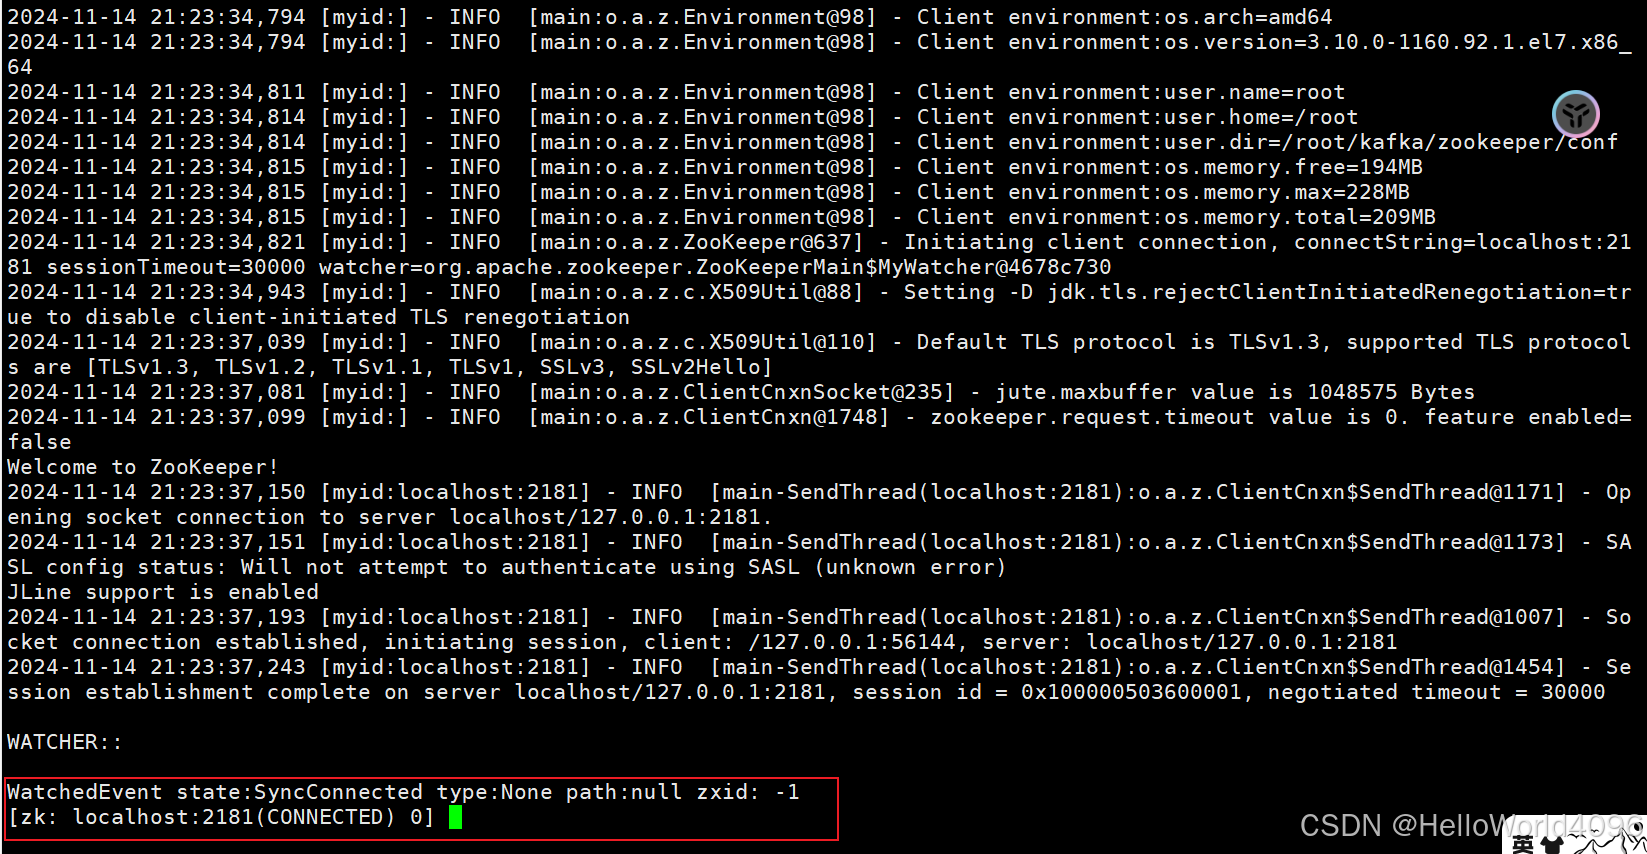 2024-11-14 21:23:34,794 [myid:] - INFO  [main:o.a.z.Environment@98] - Client environment:os.arch=amd64
2024-11-14 21:23:34,794 [myid:] - INFO  [main:o.a.z.Environment@98] - Client environment:os.version=3.10.0-1160.92.1.el7.x86_
64
2024-11-14 21:23:34,811 [myid:] - INFO  [main:o.a.z.Environment@98] - Client environment:user.name=root
2024-11-14 21:23:34,814 [myid:] - INFO  [main:o.a.z.Environment@98] - Client environment:user.home=/root
2024-11-14 21:23:34,814 [myid:] - INFO  [main:o.a.z.Environment@98] - Client environment:user.dir=/root/kafka/zookeeper/conf
2024-11-14 21:23:34,815 [myid:] - INFO  [main:o.a.z.Environment@98] - Client environment:os.memory.free=194MB
2024-11-14 21:23:34,815 [myid:] - INFO  [main:o.a.z.Environment@98] - Client environment:os.memory.max=228MB
2024-11-14 21:23:34,815 [myid:] - INFO  [main:o.a.z.Environment@98] - Client environment:os.memory.total=209MB
2024-11-14 21:23:34,821 [myid:] - INFO  [main:o.a.z.ZooKeeper@637] - Initiating client connection, connectString=localhost:21
81 sessionTimeout=30000 watcher=org.apache.zookeeper.ZooKeeperMain$MyWatcher@4678c730
2024-11-14 21:23:34,943 [myid:] - INFO  [main:o.a.z.c.X509Util@88] - Setting -D jdk.tls.rejectClientInitiatedRenegotiation=tr
ue to disable client-initiated TLS renegotiation
2024-11-14 21:23:37,039 [myid:] - INFO  [main:o.a.z.c.X509Util@110] - Default TLS protocol is TLSv1.3, supported TLS protocol
s are [TLSv1.3, TLSv1.2, TLSv1.1, TLSv1, SSLv3, SSLv2Hello]
2024-11-14 21:23:37,081 [myid:] - INFO  [main:o.a.z.ClientCnxnSocket@235] - jute.maxbuffer value is 1048575 Bytes
2024-11-14 21:23:37,099 [myid:] - INFO  [main:o.a.z.ClientCnxn@1748] - zookeeper.request.timeout value is 0. feature enabled=
false
Welcome to ZooKeeper!
2024-11-14 21:23:37,150 [myid:localhost:2181] - INFO  [main-SendThread(localhost:2181):o.a.z.ClientCnxn$SendThread@1171] - Op
ening socket connection to server localhost/127.0.0.1:2181.
2024-11-14 21:23:37,151 [myid:localhost:2181] - INFO  [main-SendThread(localhost:2181):o.a.z.ClientCnxn$SendThread@1173] - SA
SL config status: Will not attempt to authenticate using SASL (unknown error)
JLine support is enabled
2024-11-14 21:23:37,193 [myid:localhost:2181] - INFO  [main-SendThread(localhost:2181):o.a.z.ClientCnxn$SendThread@1007] - So
cket connection established, initiating session, client: /127.0.0.1:56144, server: localhost/127.0.0.1:2181
2024-11-14 21:23:37,243 [myid:localhost:2181] - INFO  [main-SendThread(localhost:2181):o.a.z.ClientCnxn$SendThread@1454] - Se
ssion establishment complete on server localhost/127.0.0.1:2181, session id = 0x100000503600001, negotiated timeout = 30000
WATCHER::
WatchedEvent state:SyncConnected type:None path:null zxid: -1
[zk: localhost:2181(CONNECTED) 0]
CSDN @HelloWorld4096
英